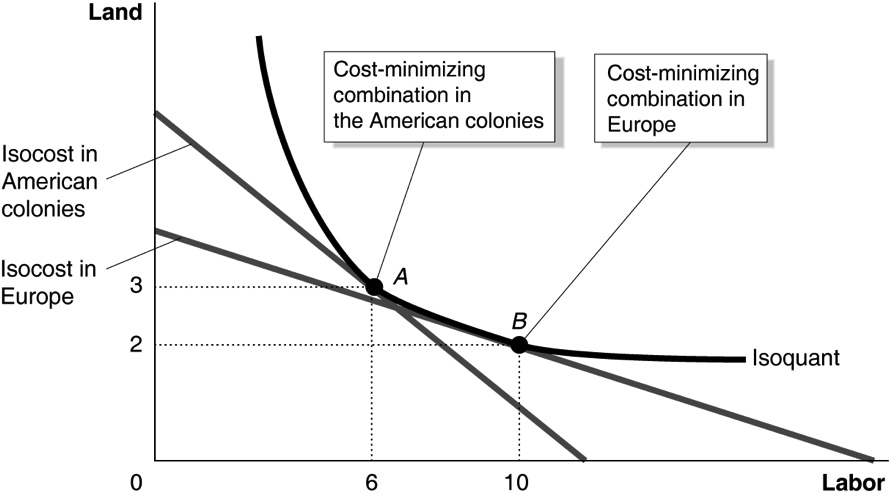 Land
Cost-minimizing
combination in
the American colonies
Cost-minimizing
combination in
Europe
Isocost in
American
colonies
Isocost in
Europe
3
A
2
B
Isoquant
0
6
10
Labor